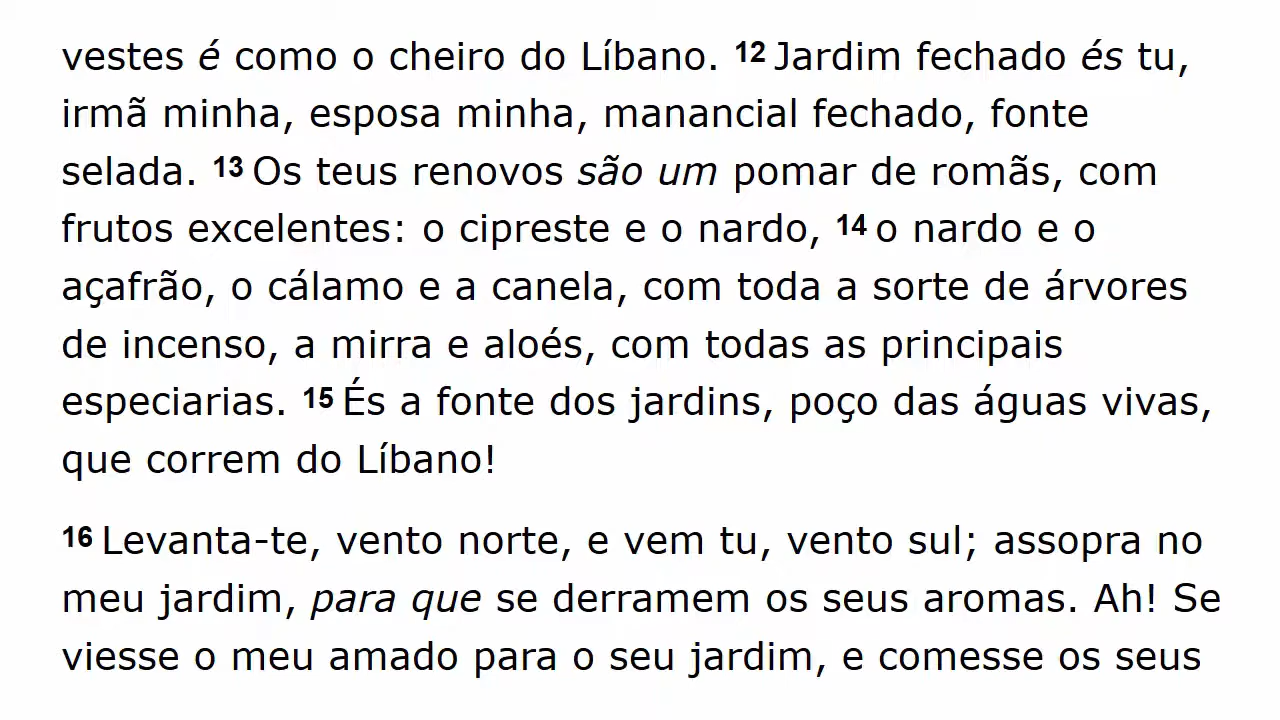 vestes é como o cheiro do Líbano. 12 Jardim fechado és tu,
irmã minha, esposa minha, manancial fechado, fonte
selada. 13 Os teus renovos são um pomar de romãs, com
frutos excelentes: o cipreste e o nardo, 14 o nardo e o
açafrão, o cálamo e a canela, com toda a sorte de árvores
de incenso, a mirra e aloés, com todas as principais
especiarias. 15 És a fonte dos jardins, poço das águas vivas,
que correm do Líbano!
16 Levanta-te, vento norte, e vem tu, vento sul; assopra no
meu jardim, para que se derramem os seus aromas. Ah! Se
viesse o meu amado para o seu jardim, e comesse os seus